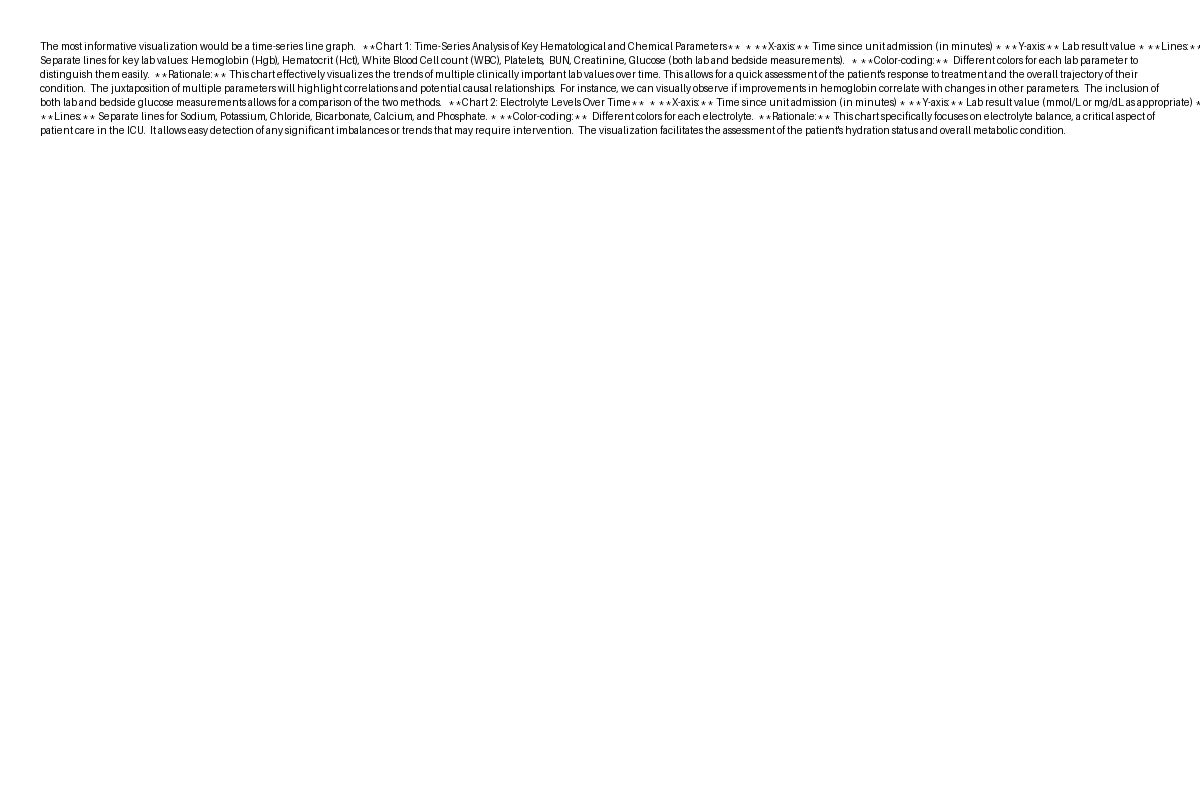 The most informative visualization would be a time-series line graph.   **Chart 1: Time-Series Analysis of Key Hematological and Chemical Parameters**  * **X-axis:** Time since unit admission (in minutes) * **Y-axis:** Lab result value * **Lines:**
Separate lines for key lab values: Hemoglobin (Hgb), Hematocrit (Hct), White Blood Cell count (WBC), Platelets,  BUN, Creatinine, Glucose (both lab and bedside measurements).   * **Color-coding:**  Different colors for each lab parameter to
distinguish them easily.  **Rationale:** This chart effectively visualizes the trends of multiple clinically important lab values over time. This allows for a quick assessment of the patient's response to treatment and the overall trajectory of their
condition.  The juxtaposition of multiple parameters will highlight correlations and potential causal relationships.  For instance, we can visually observe if improvements in hemoglobin correlate with changes in other parameters.  The inclusion of
both lab and bedside glucose measurements allows for a comparison of the two methods.   **Chart 2: Electrolyte Levels Over Time**  * **X-axis:** Time since unit admission (in minutes) * **Y-axis:** Lab result value (mmol/L or mg/dL as appropriate) *
**Lines:** Separate lines for Sodium, Potassium, Chloride, Bicarbonate, Calcium, and Phosphate. * **Color-coding:**  Different colors for each electrolyte.  **Rationale:** This chart specifically focuses on electrolyte balance, a critical aspect of
patient care in the ICU.  It allows easy detection of any significant imbalances or trends that may require intervention.  The visualization facilitates the assessment of the patient's hydration status and overall metabolic condition.